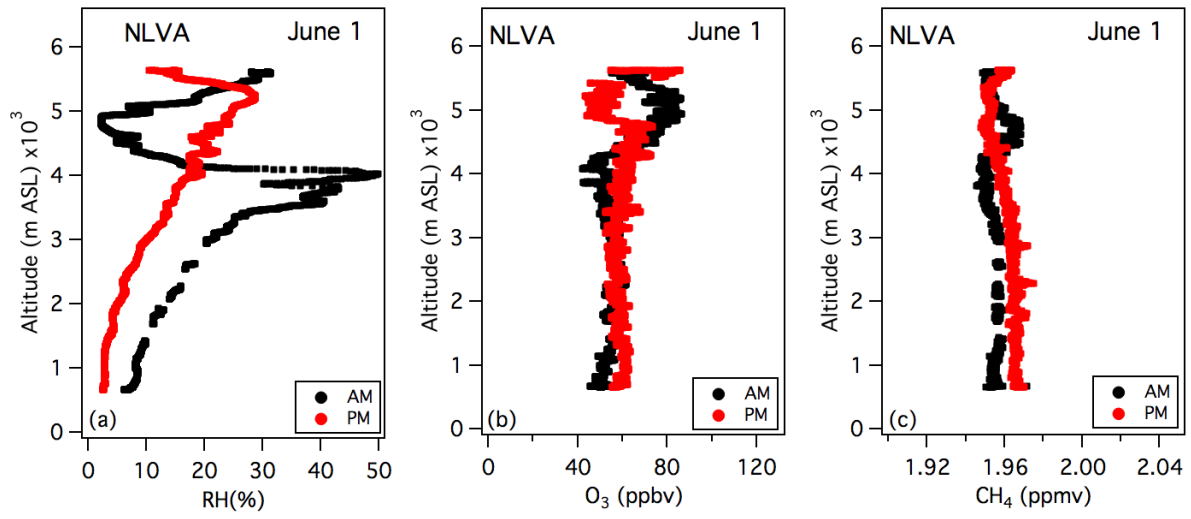 NLVA June 1
Altitude (m ASL) x10³
6
5
4
3
2
1
0
(a)
AM
PM
0 10 20 30 40 50
RH(%)
NLVA June 1
Altitude (m ASL) x10³
6
5
4
3
2
1
0
(b)
AM
PM
0 40 80 120
O₃ (ppbv)
NLVA June 1
Altitude (m ASL) x10³
6
5
4
3
2
1
0
(c)
AM
PM
1.92 1.96 2.00 2.04
CH₄ (ppmv)